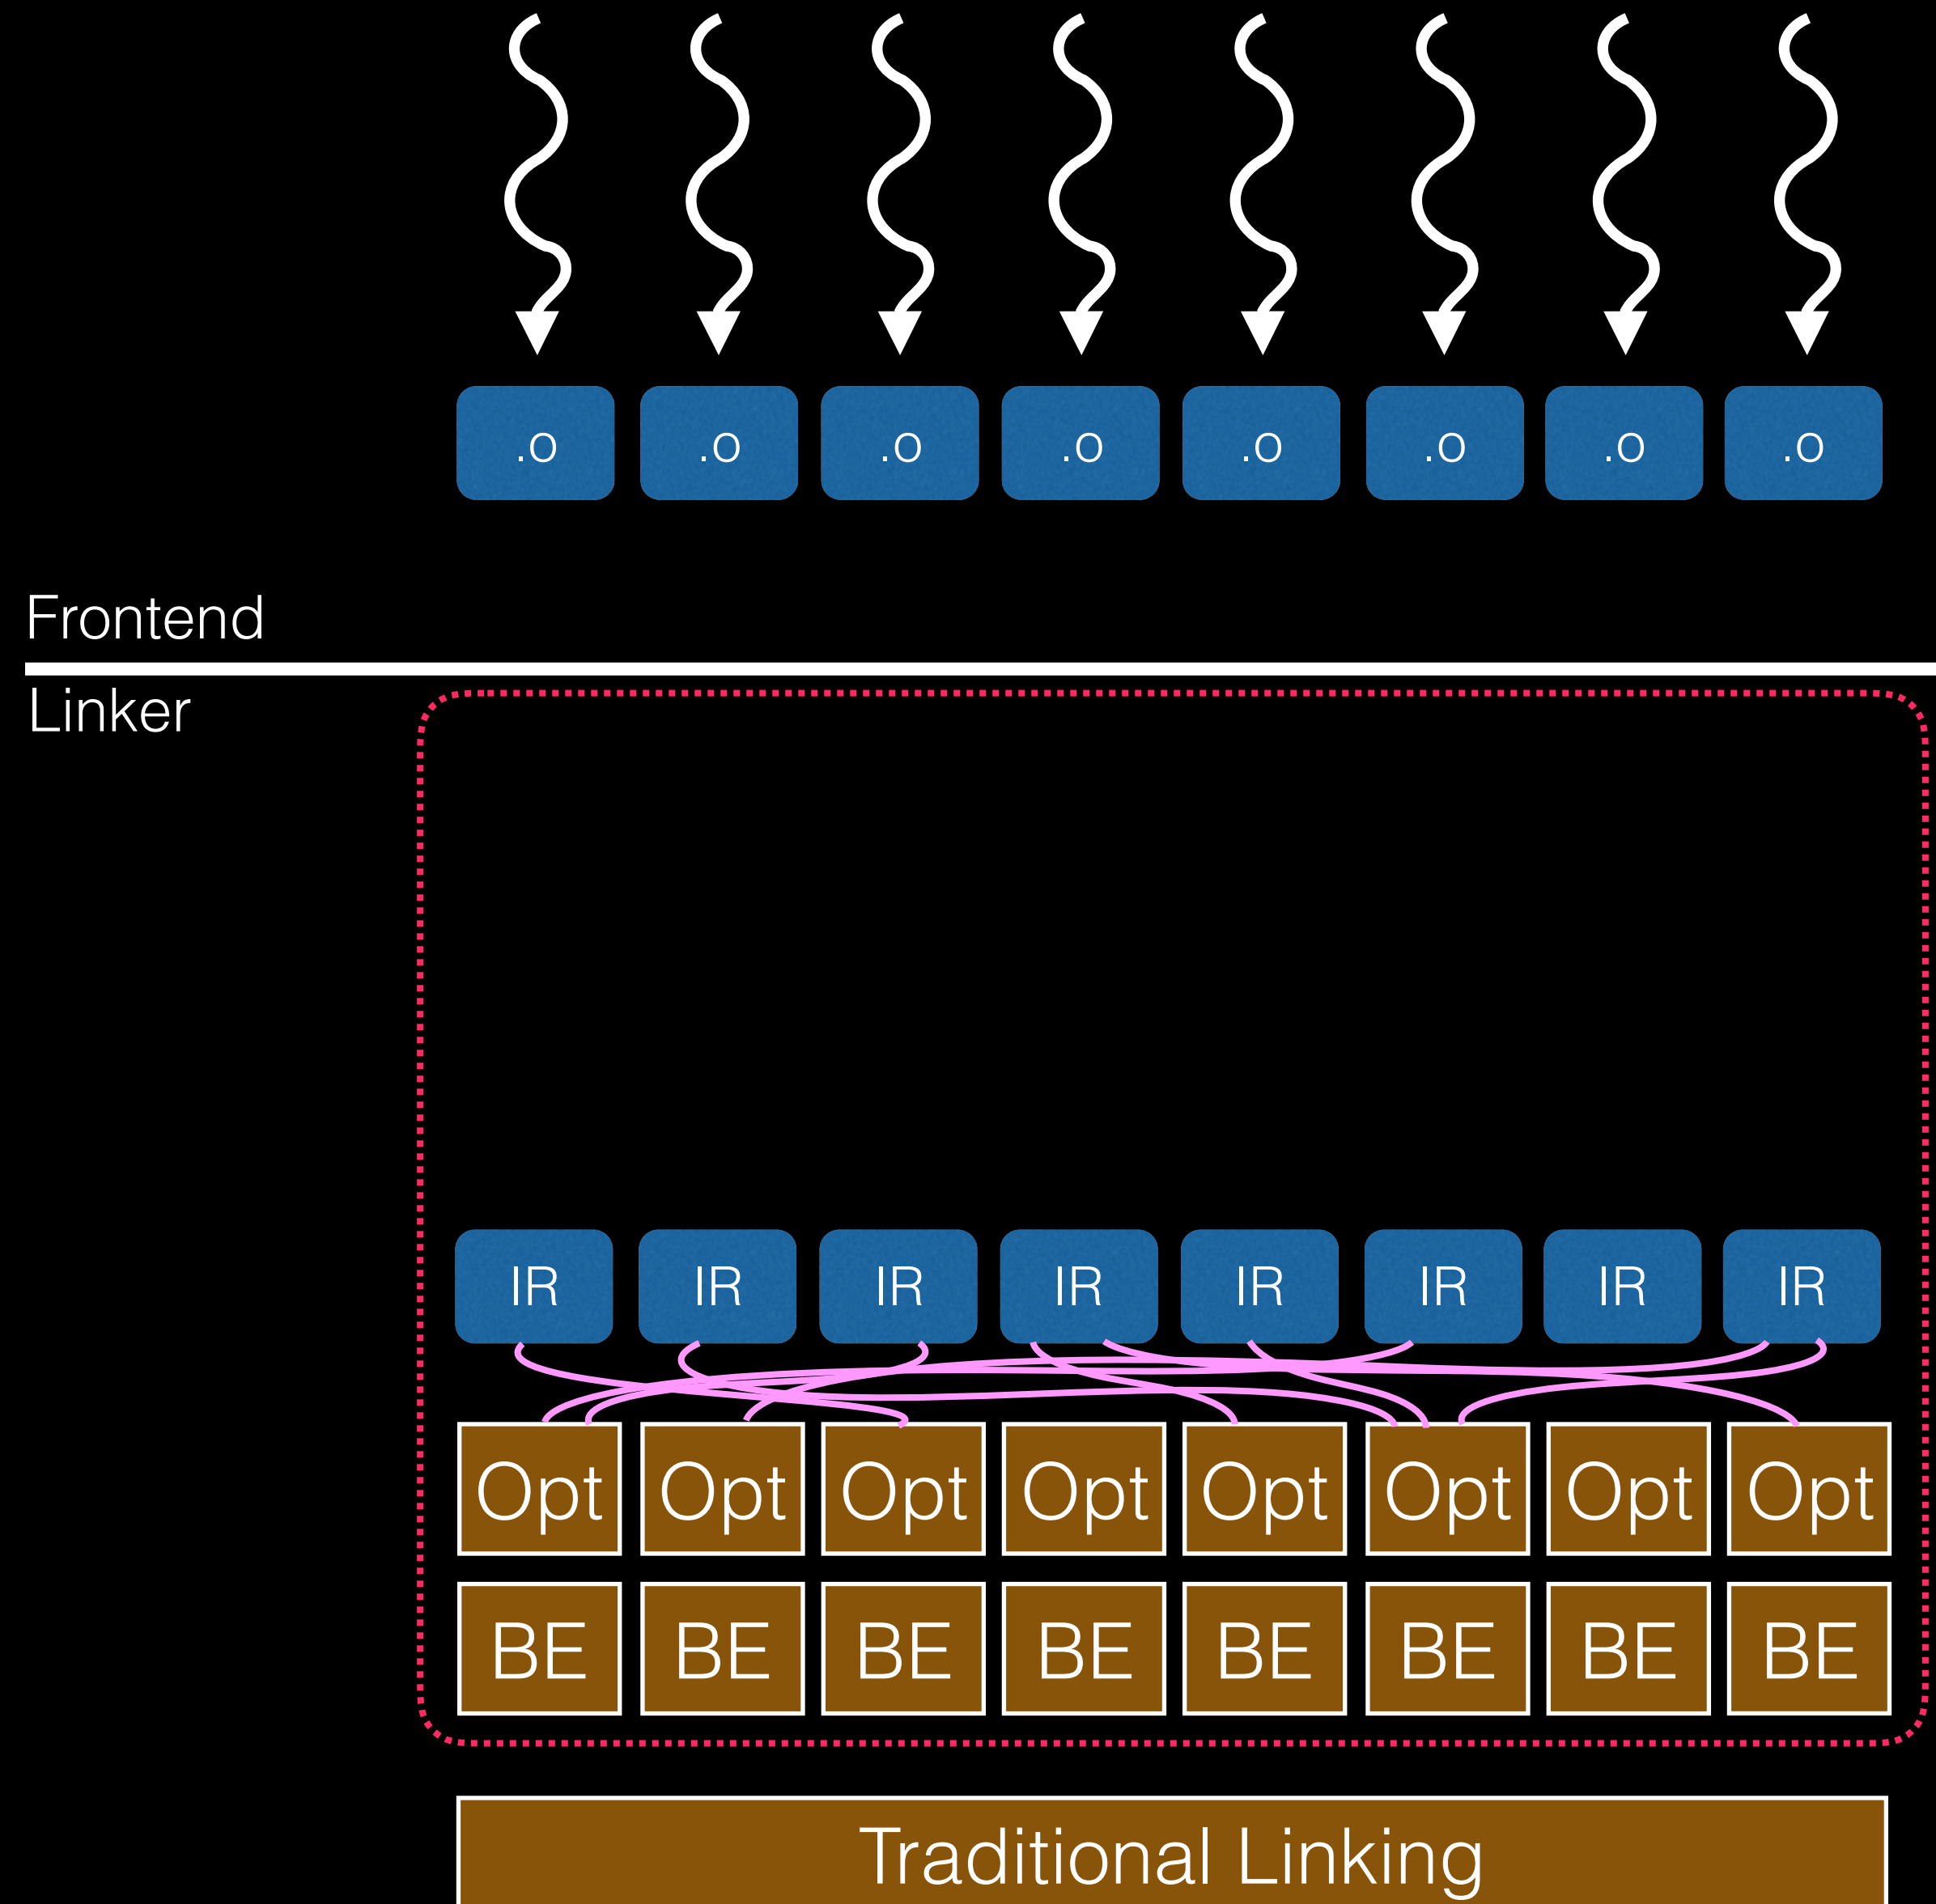 .o .o .o .o .o .o .o .o
Frontend
Linker
IR IR IR IR IR IR IR IR
Opt Opt Opt Opt Opt Opt Opt Opt
BE BE BE BE BE BE BE BE
Traditional Linking